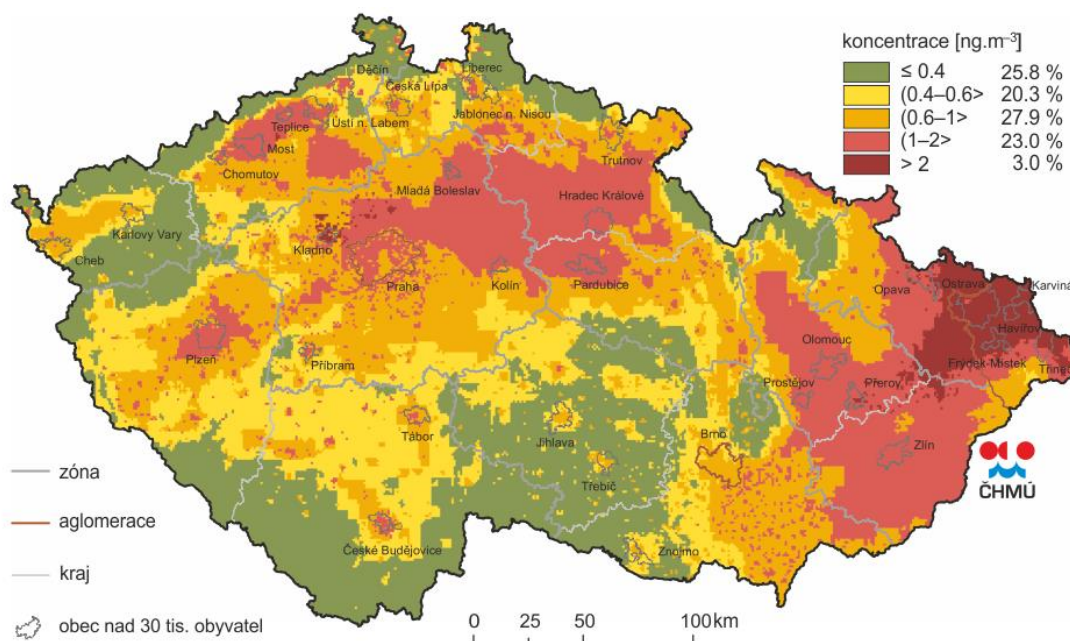 koncentrace [ng.m⁻³]
≤ 0.4 25.8 %
(0.4–0.6> 20.3 %
(0.6–1> 27.9 %
(1–2> 23.0 %
> 2 3.0 %
Děčín
Liberec
Česká Lípa
Teplice
Ústí n. Labem
Jablonec n. Nisou
Most
Trutnov
Chomutov
Mladá Boleslav
Hradec Králové
Karlovy Vary
Kladno
Cheb
Praha
Kolín
Pardubice
Opava
Ostrava
Karviná
Havířov
Plzeň
Příbram
Olomouc
Frýdek-Místek
Třinec
Prostějov
Přerov
Tábor
Jihlava
Brno
Zlín
Třebíč
ČHMÚ
České Budějovice
Znojmo
zóna
aglomerace
kraj
obec nad 30 tis. obyvatel
0 25 50 100 km